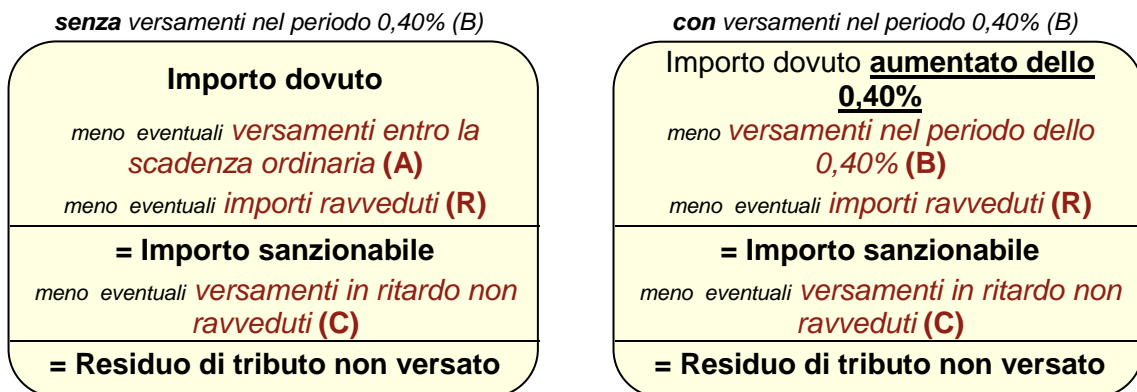 senza versamenti nel periodo 0,40% (B)
Importo dovuto
meno eventuali versamenti entro la
scadenza ordinaria (A)
meno eventuali importi ravveduti (R)
= Importo sanzionabile
meno eventuali versamenti in ritardo non
ravveduti (C)
= Residuo di tributo non versato
con versamenti nel periodo 0,40% (B)
Importo dovuto aumentato dello
0,40%
meno versamenti nel periodo dello
0,40% (B)
meno eventuali importi ravveduti (R)
= Importo sanzionabile
meno eventuali versamenti in ritardo non
ravveduti (C)
= Residuo di tributo non versato